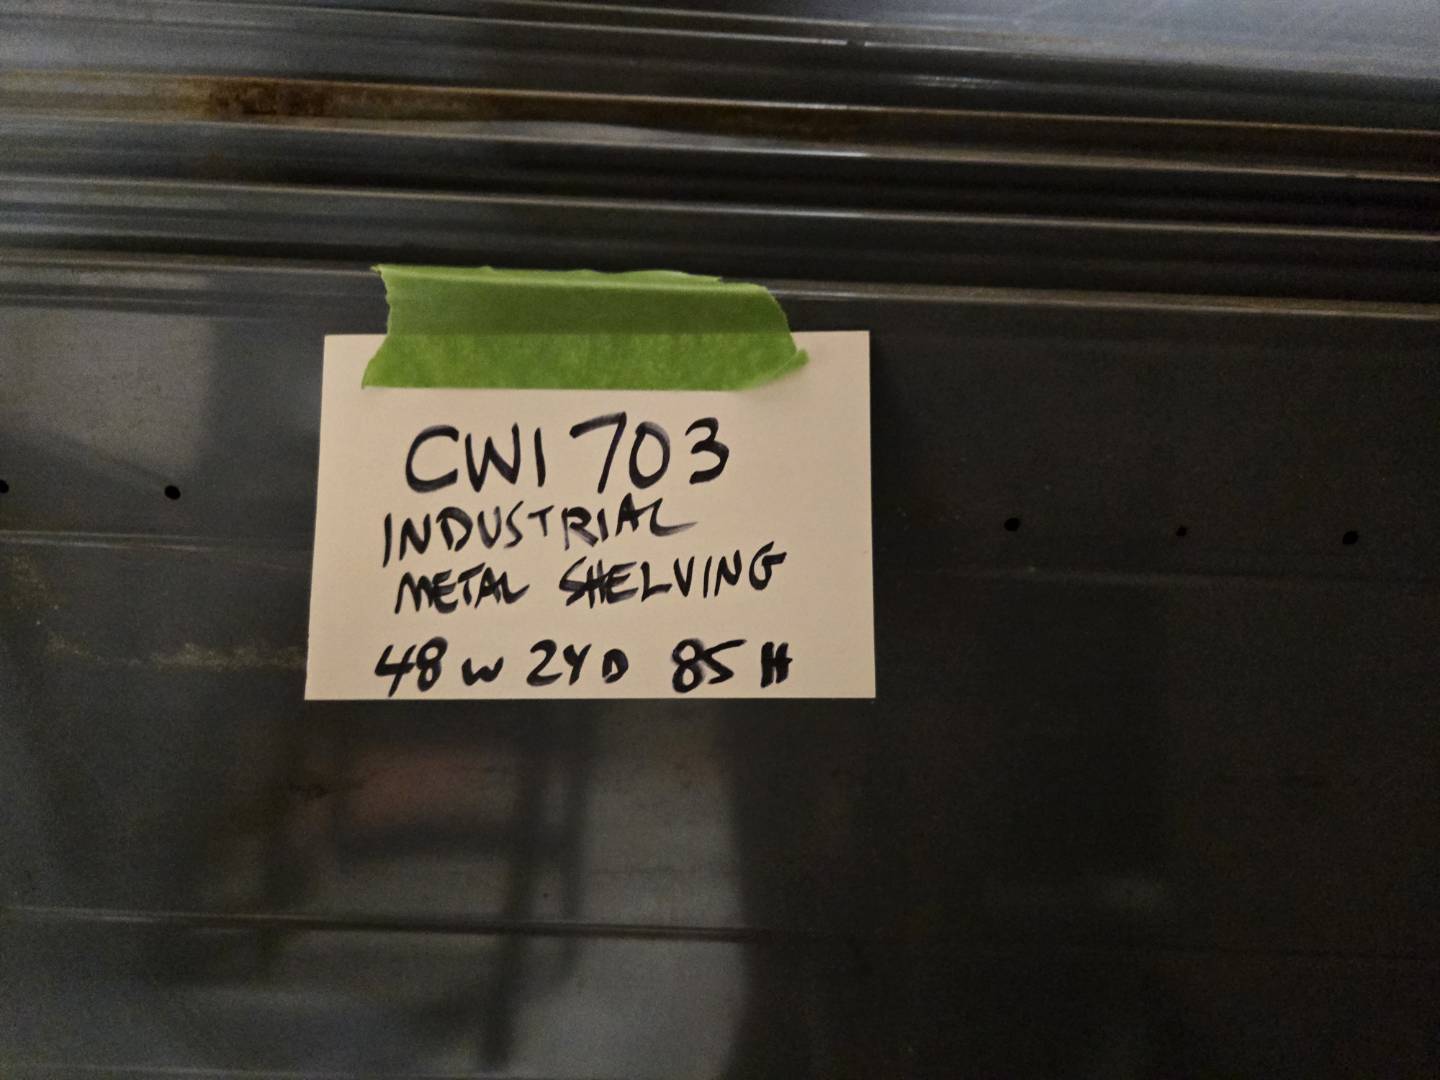 CWI 703
INDUSTRIAL
METAL SHELVING
48 W 24 D 85 H